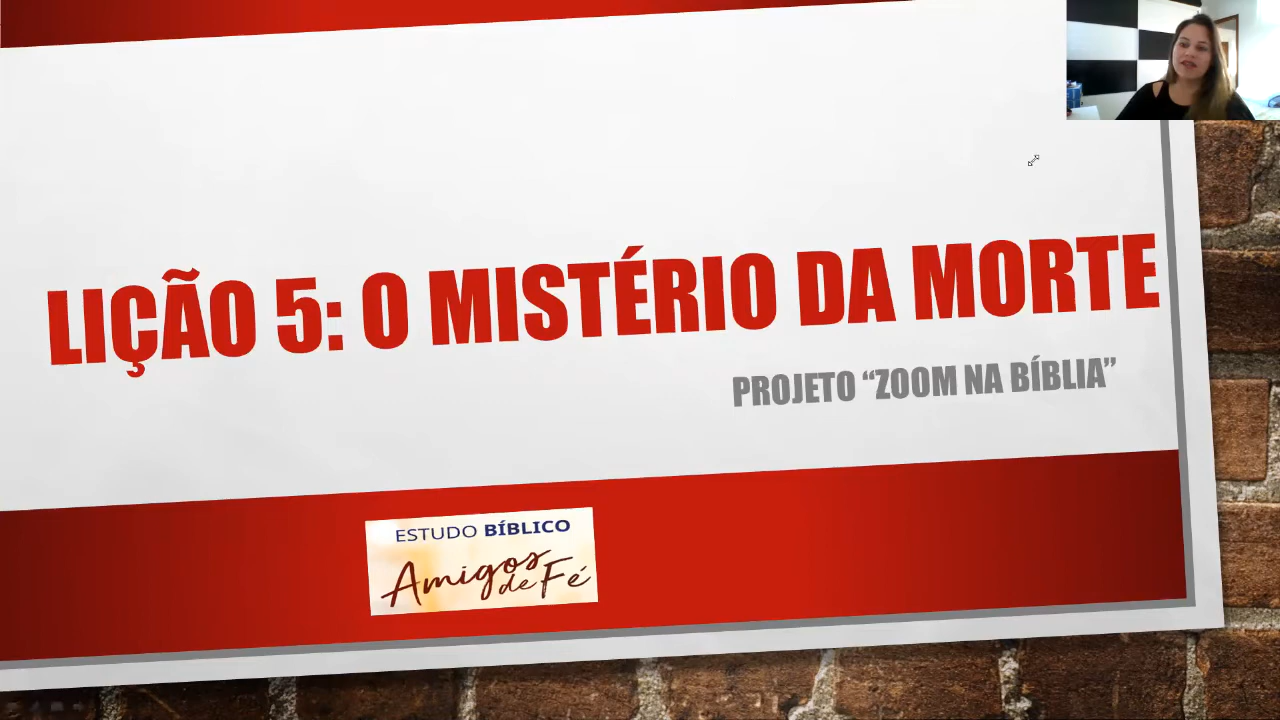 LIÇÃO 5: O MISTÉRIO DA MORTE
PROJETO “ZOOM NA BÍBLIA”
ESTUDO BÍBLICO
Amigos
de Fé